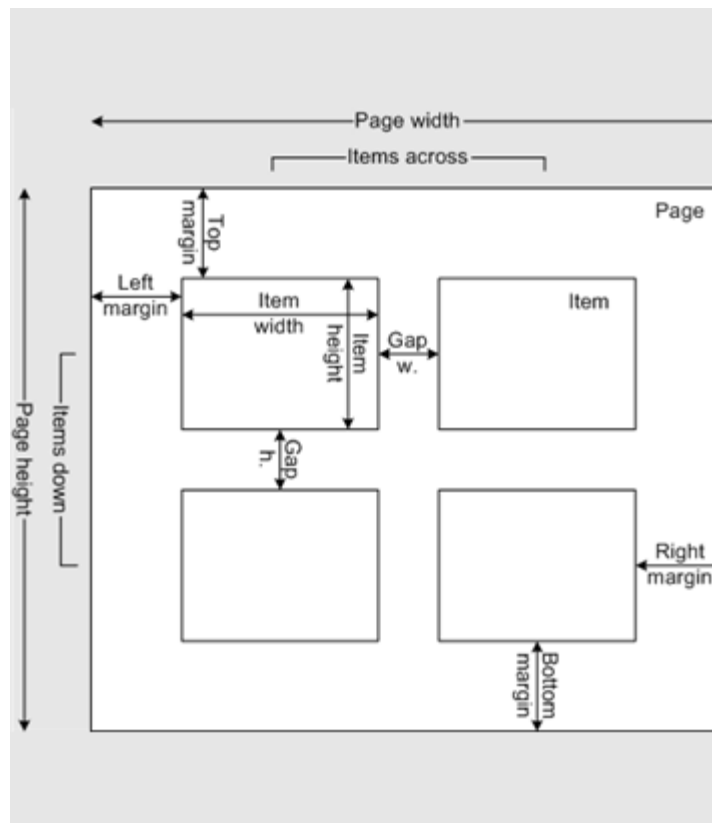 Page width
Items across
Page
Top
margin
Left
margin
Item
width
Item
height
Item
Gap
w.
Page height
Items down
Gap
h.
Right
margin
Bottom
margin